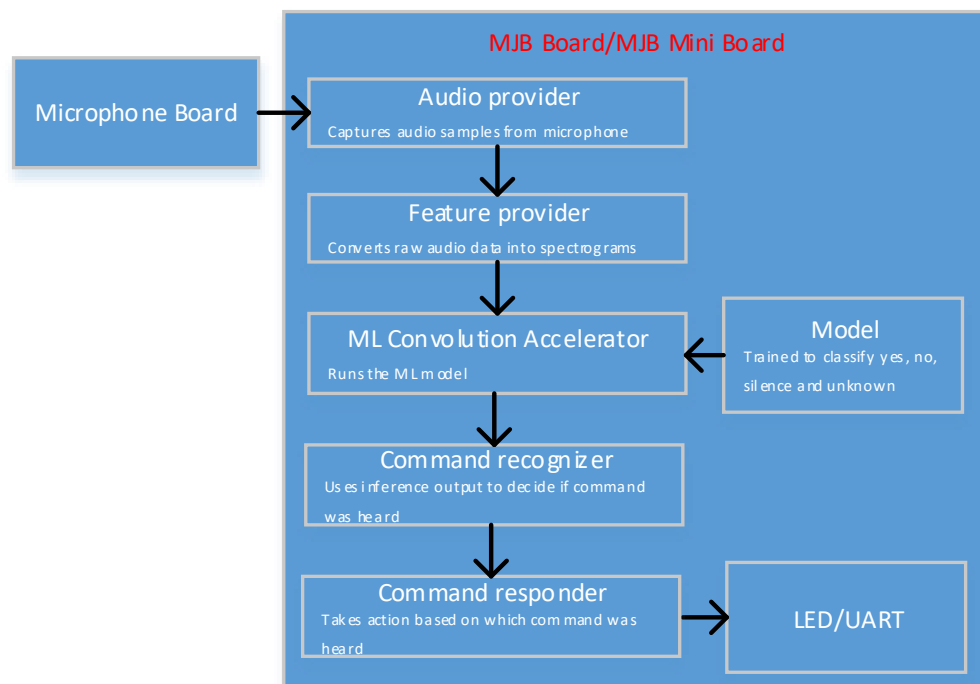 MJB Board/MJB Mini Board
Microphone Board
Audio provider
Captures audio samples from microphone
Feature provider
Converts raw audio data into spectrograms
ML Convolution Accelerator
Runs the ML model
Model
Trained to classify yes, no,
silence and unknown
Command recognizer
Uses inference output to decide if command
was heard
Command responder
Takes action based on which command was
heard
LED/UART